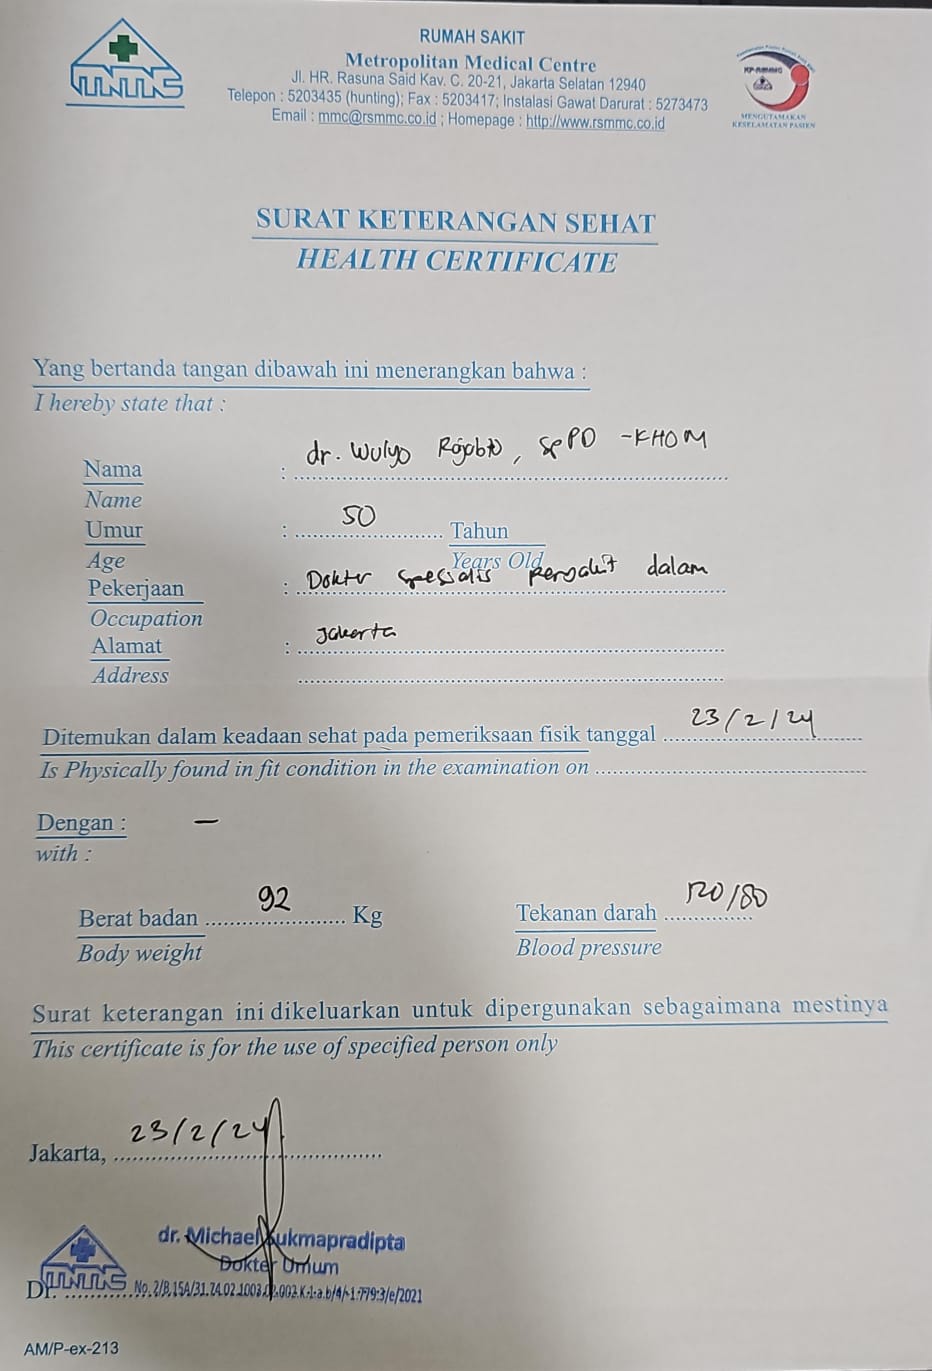 MMC
RUMAH SAKIT
Metropolitan Medical Centre
Jl. HR. Rasuna Said Kav. C. 20-21, Jakarta Selatan 12940
Telepon : 5203435 (hunting); Fax : 5203417; Instalasi Gawat Darurat : 5273473
Email : mmc@rsmmc.co.id ; Homepage : http://www.rsmmc.co.id
KP-RSMMC
MENGUTAMAKAN
KESELAMATAN PASIEN
SURAT KETERANGAN SEHAT
HEALTH CERTIFICATE
Yang bertanda tangan dibawah ini menerangkan bahwa :
I hereby state that :
Nama : dr. Wulyo Rajabto, SpPD -KHOM
Name
Umur : 50 Tahun
Age Years Old
Pekerjaan : Dokter spesialis penyakit dalam
Occupation
Alamat : Jakarta
Address
Ditemukan dalam keadaan sehat pada pemeriksaan fisik tanggal 23/2/24
Is Physically found in fit condition in the examination on
Dengan : –
with :
Berat badan 92 Kg Tekanan darah 120/80
Body weight Blood pressure
Surat keterangan ini dikeluarkan untuk dipergunakan sebagaimana mestinya
This certificate is for the use of specified person only
Jakarta, 23/2/24
dr. Michael Sukmapradipta
Dokter Umum
MMC
Dr.
AM/P-ex-213